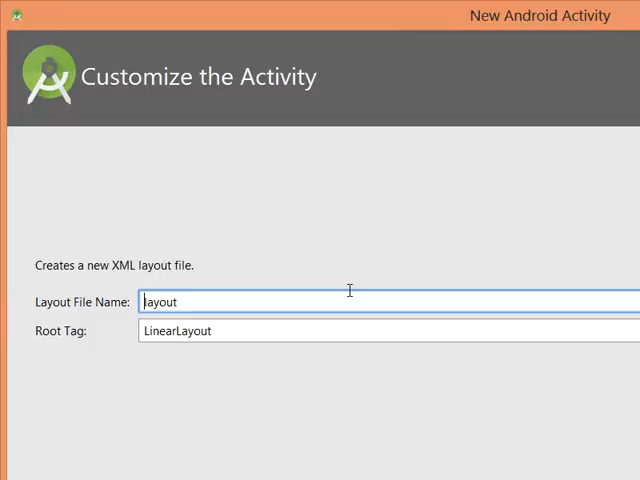 New Android Activity
Customize the Activity
Creates a new XML layout file.
Layout File Name: layout
Root Tag: LinearLayout